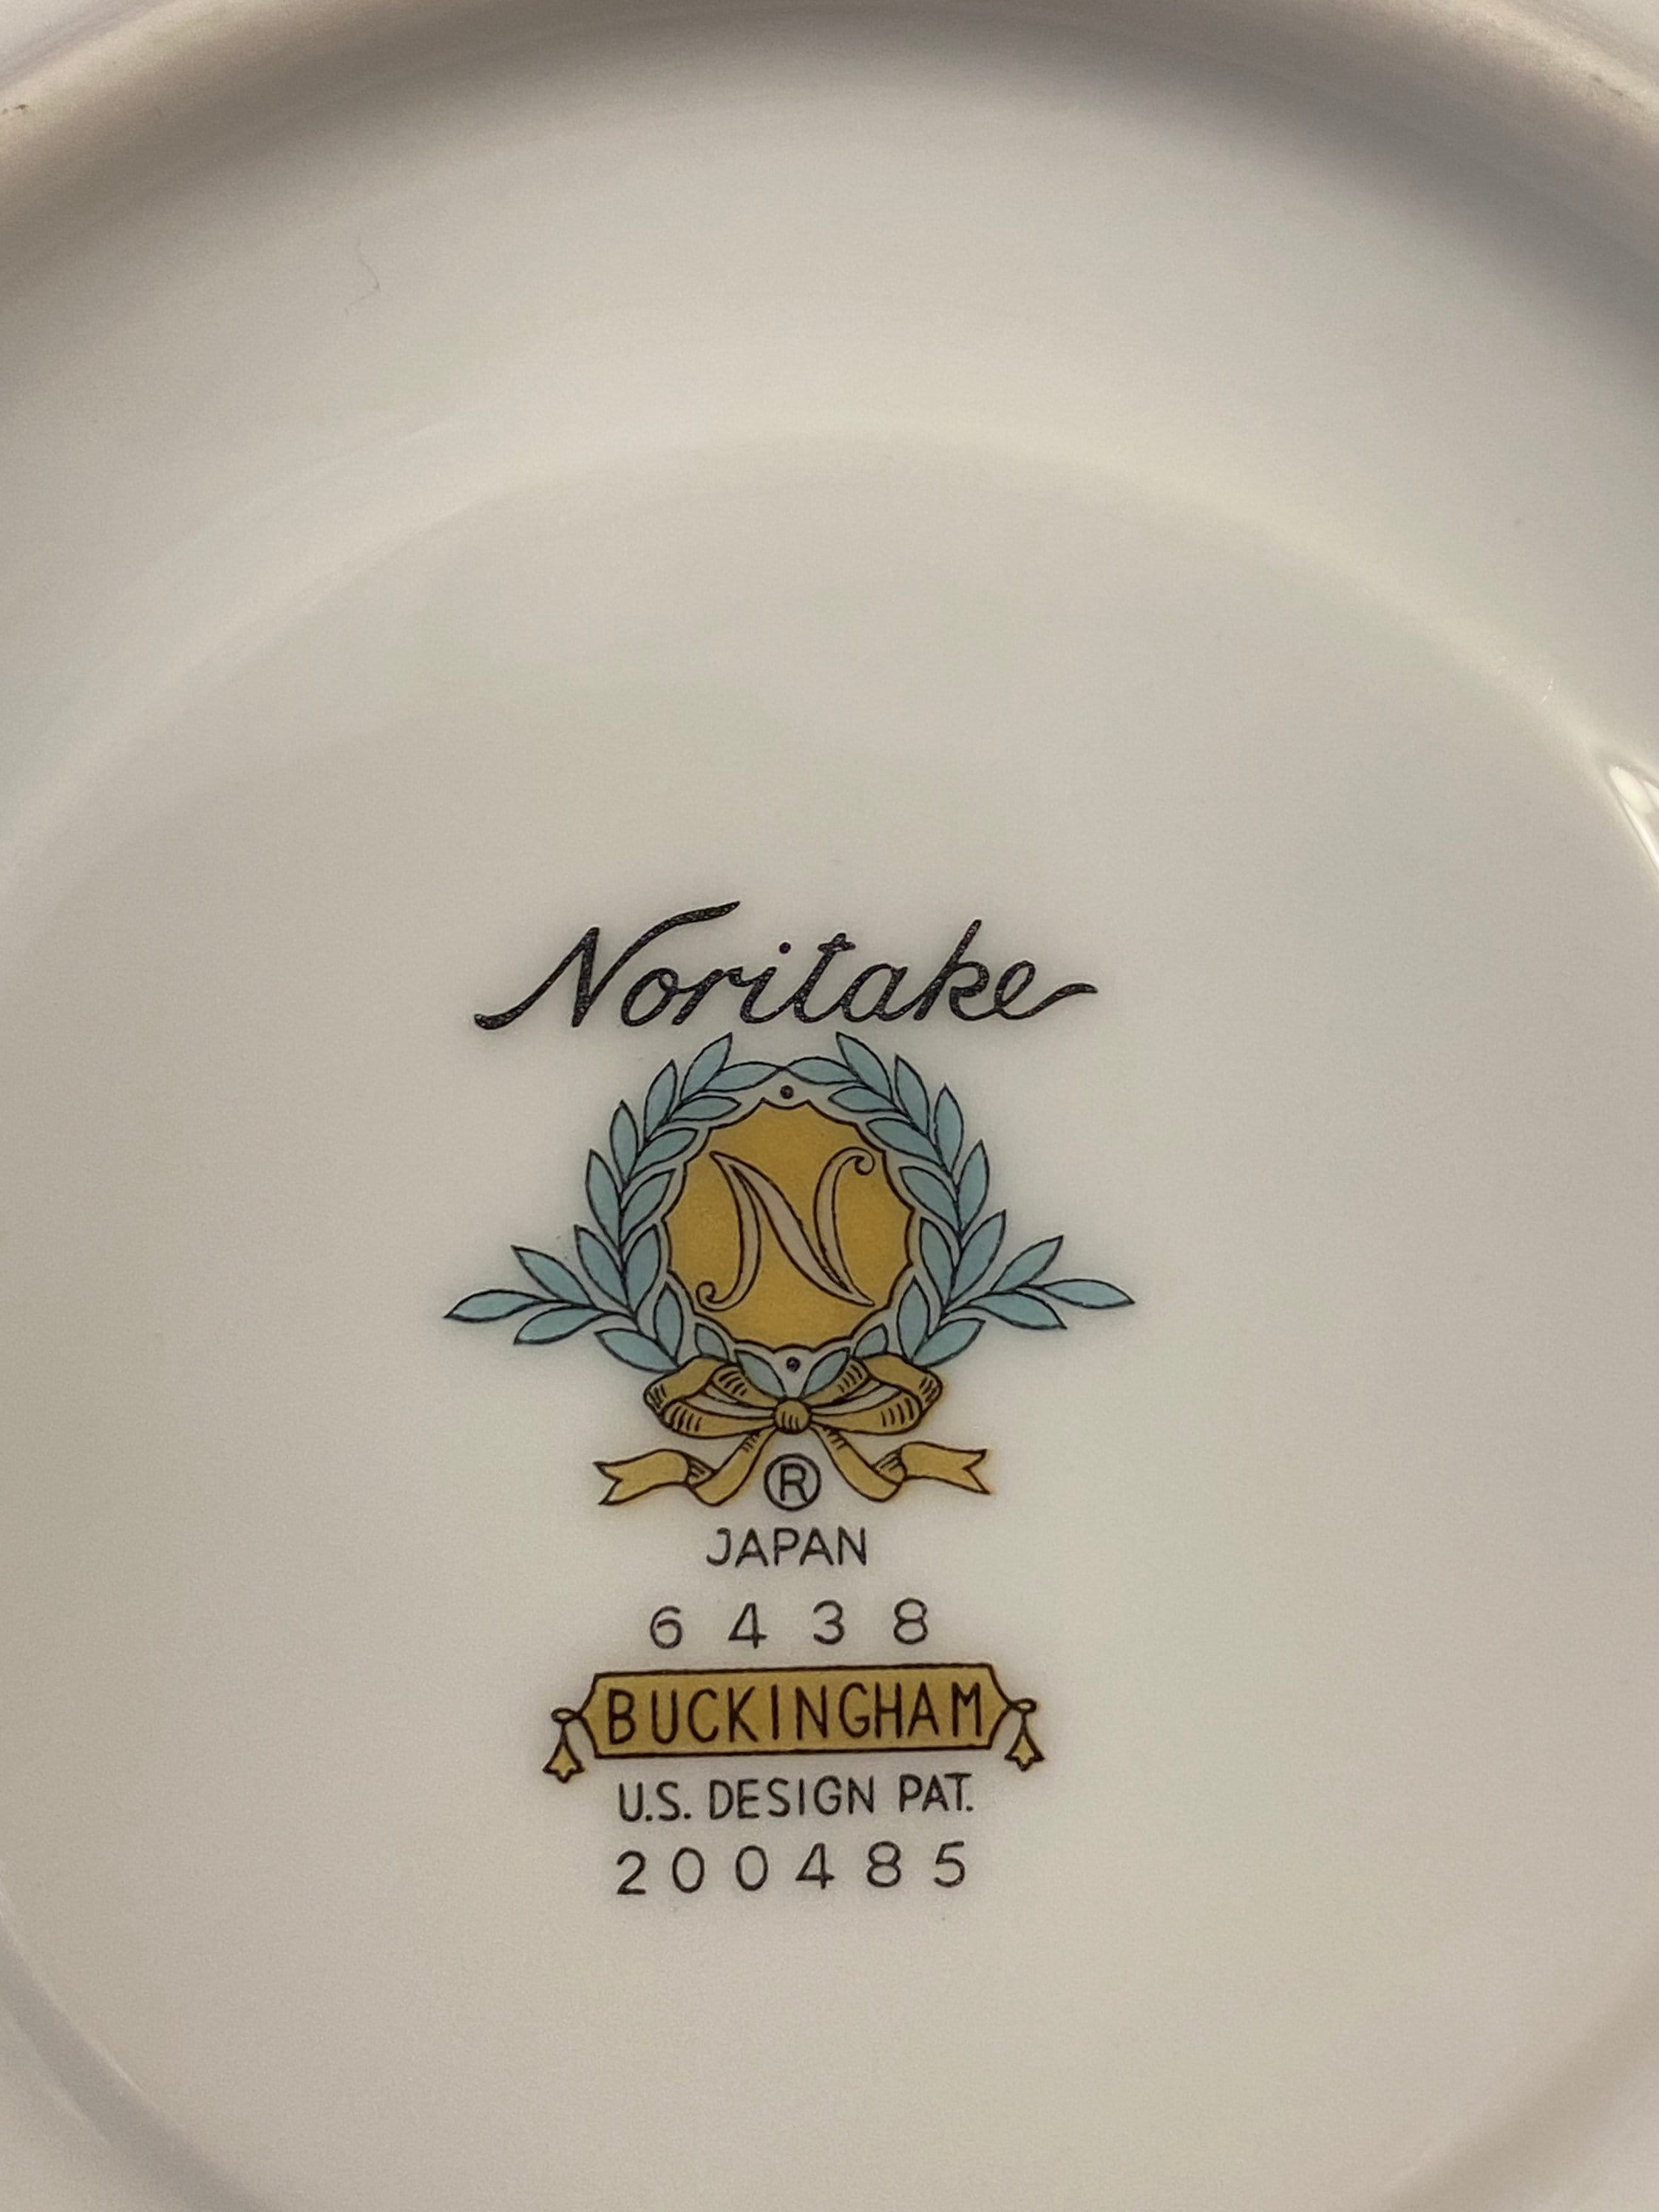 Noritake
N
®
JAPAN
6438
BUCKINGHAM
U.S. DESIGN PAT.
200485